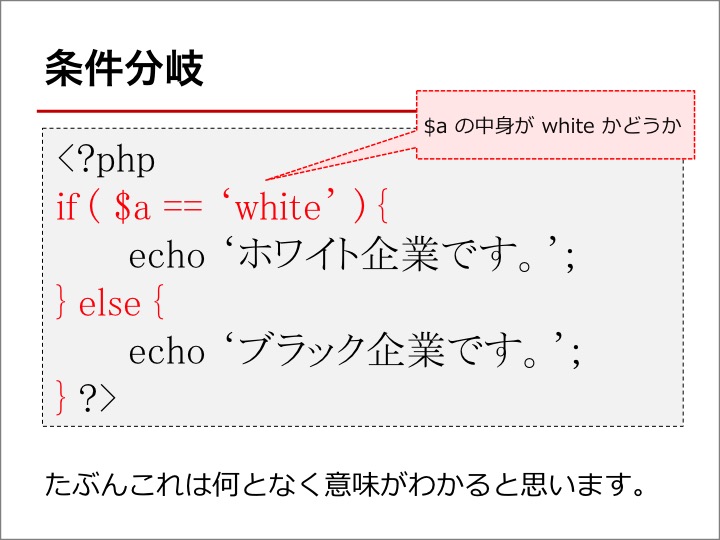 条件分岐
$a の中身が white かどうか
<?php
if ( $a == ‘white’ ) {
echo ‘ホワイト企業です。’;
} else {
echo ‘ブラック企業です。’;
} ?>
たぶんこれは何となく意味がわかると思います。